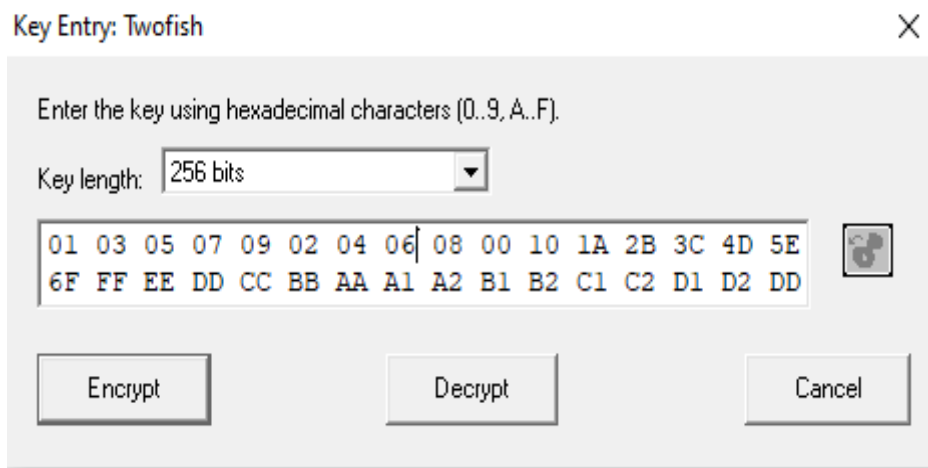 Key Entry: Twofish
Enter the key using hexadecimal characters (0..9, A..F).
Key length: 256 bits
01 03 05 07 09 02 04 06 08 00 10 1A 2B 3C 4D 5E
6F FF EE DD CC BB AA A1 A2 B1 B2 C1 C2 D1 D2 DD
Encrypt Decrypt Cancel